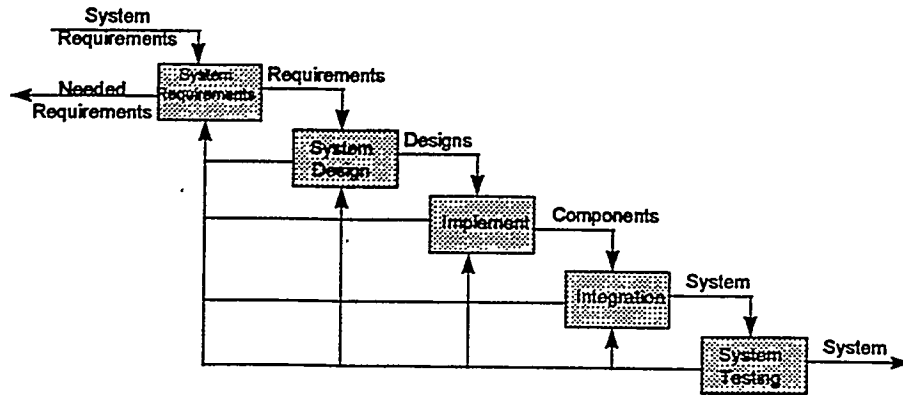 System
Requirements
System
Requirements
Requirements
Needed
Requirements
System
Design
Designs
Implement
Components
Integration
System
System
Testing
System